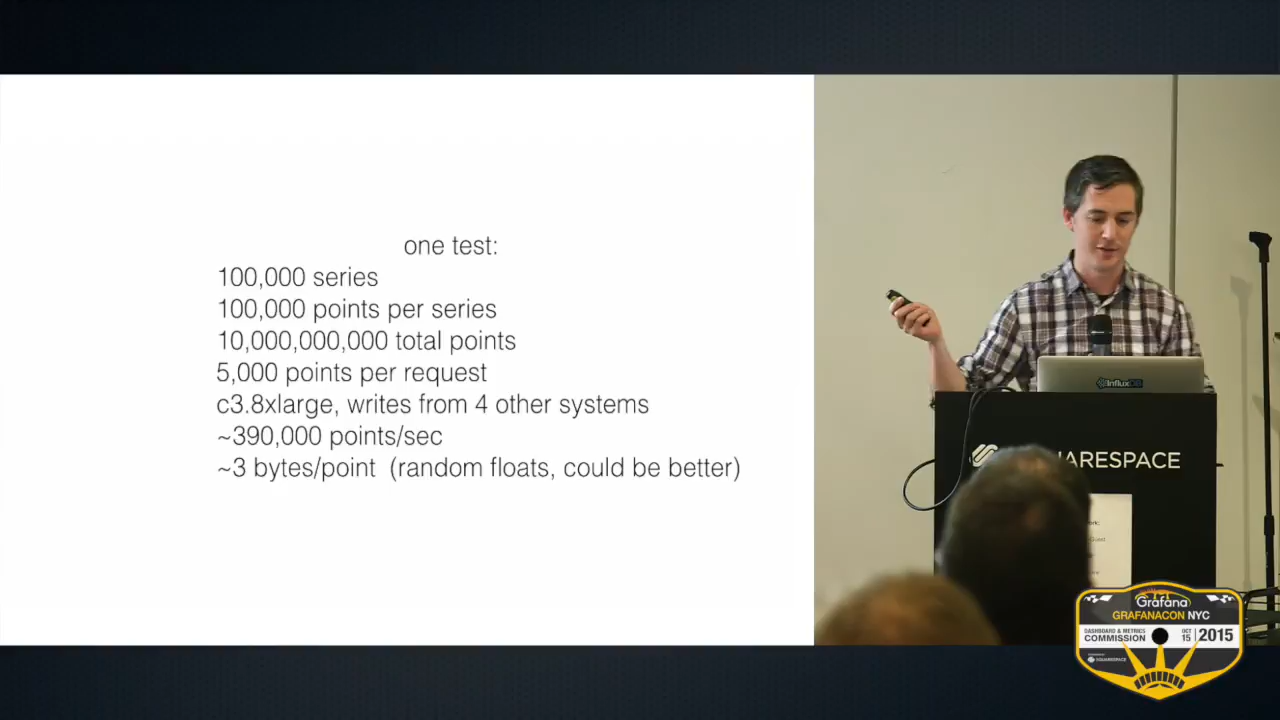 one test:
100,000 series
100,000 points per series
10,000,000,000 total points
5,000 points per request
c3.8xlarge, writes from 4 other systems
~390,000 points/sec
~3 bytes/point (random floats, could be better)
InfluxDB
ARESPACE
Grafana
GRAFANACON NYC
DASHBOARD & METRICS
COMMISSION
OCT
15
2015
SQUARESPACE